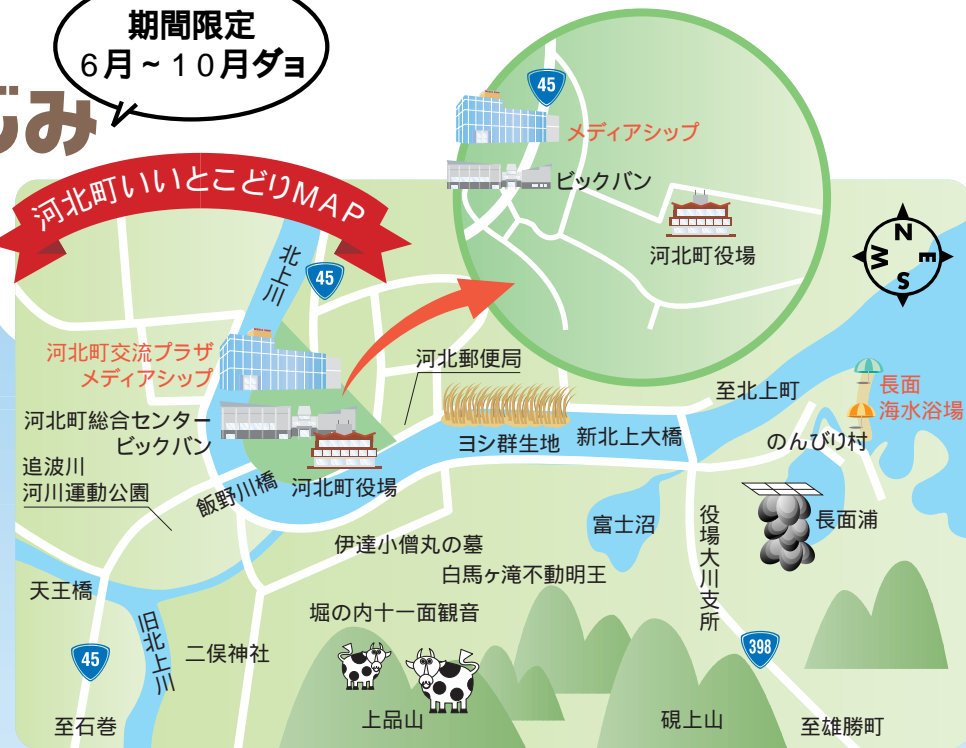 期間限定
6月~10月ダョ
じみ
河北町いいとこどりMAP
45
メディアシップ
ビックバン
河北町役場
N
E
S
W
北上川
45
河北町交流プラザ
メディアシップ
河北郵便局
至北上町
長面
海水浴場
河北町総合センター
ビックバン
ヨシ群生地
新北上大橋
のんびり村
追波川
河川運動公園
飯野川橋
河北町役場
富士沼
役場大川支所
長面浦
伊達小僧丸の墓
白馬ヶ滝不動明王
天王橋
堀の内十一面観音
旧北上川
二俣神社
45
398
至石巻
上品山
硯上山
至雄勝町